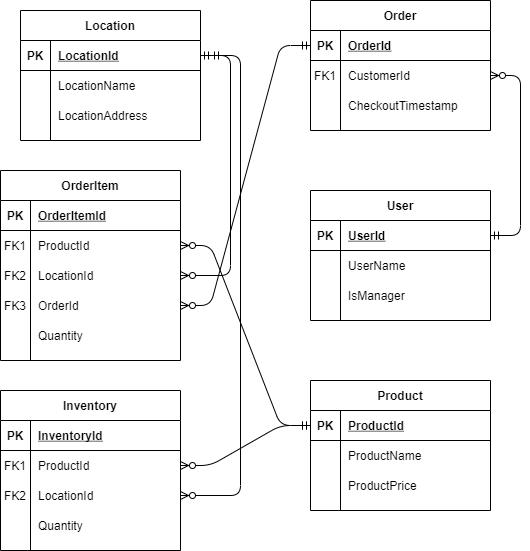 Location
PK LocationId
LocationName
LocationAddress
OrderItem
PK OrderItemId
FK1 ProductId
FK2 LocationId
FK3 OrderId
Quantity
Inventory
PK InventoryId
FK1 ProductId
FK2 LocationId
Quantity
Order
PK OrderId
FK1 CustomerId
CheckoutTimestamp
User
PK UserId
UserName
IsManager
Product
PK ProductId
ProductName
ProductPrice